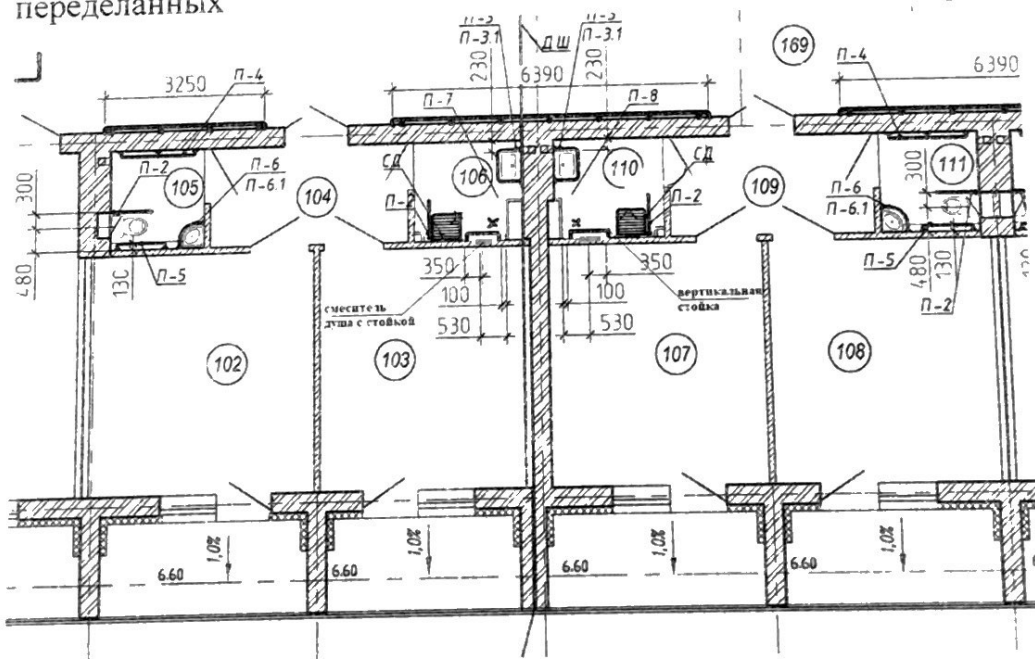 переделанных
П-3
П-3.1
ДШ
П-3
П-3.1
169
3250
П-4
230
6390
230
П-4
6390
П-7
П-8
300
П-2
105
П-6
П-6.1
104
СД
106
110
СД
109
П-6
П-6.1
300
111
П-2
480
130
П-5
350
100
530
смеситель
душа с стойкой
350
100
530
вертикальная
стойка
П-5
480
130
П-2
102
103
107
108
1,0%
1,0%
1,0%
1,0%
6.60
6.60
6.60
6.60